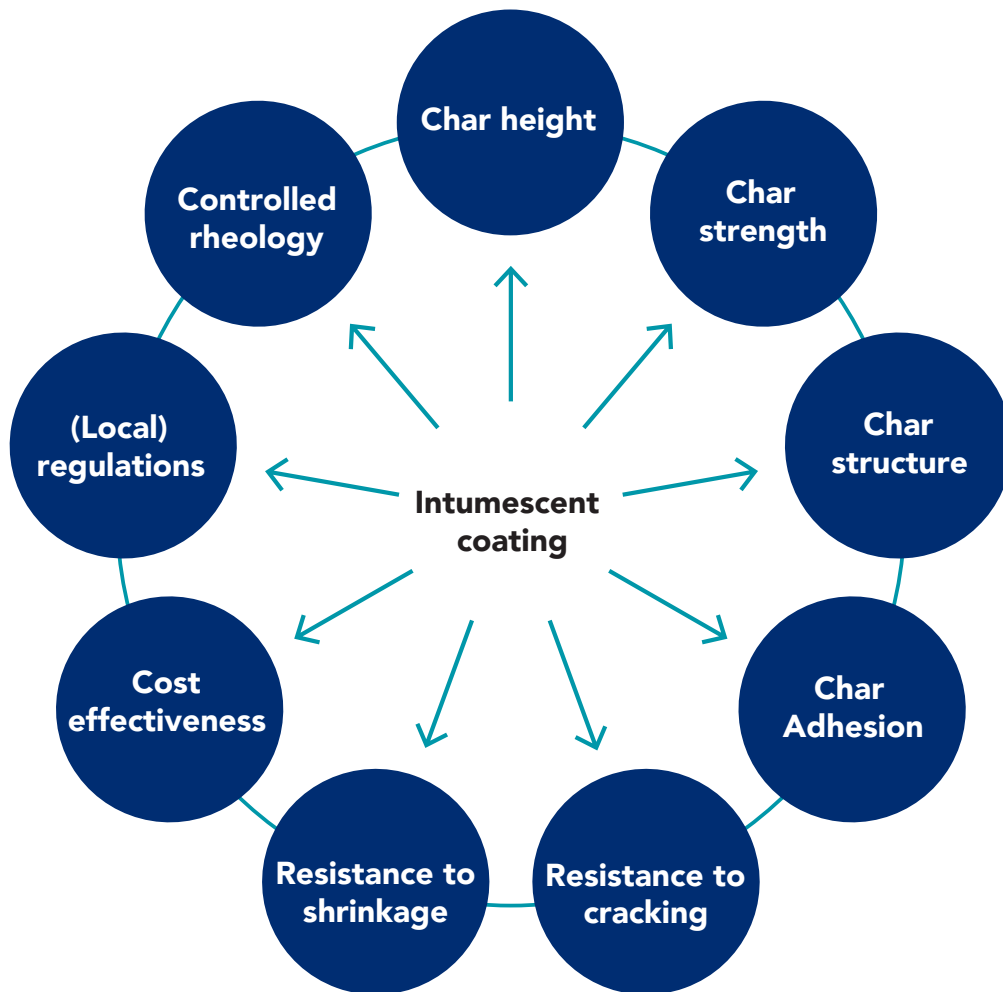 Char height
Char
strength
Char
structure
Char
Adhesion
Resistance to
cracking
Resistance to
shrinkage
Cost
effectiveness
(Local)
regulations
Controlled
rheology
Intumescent
coating